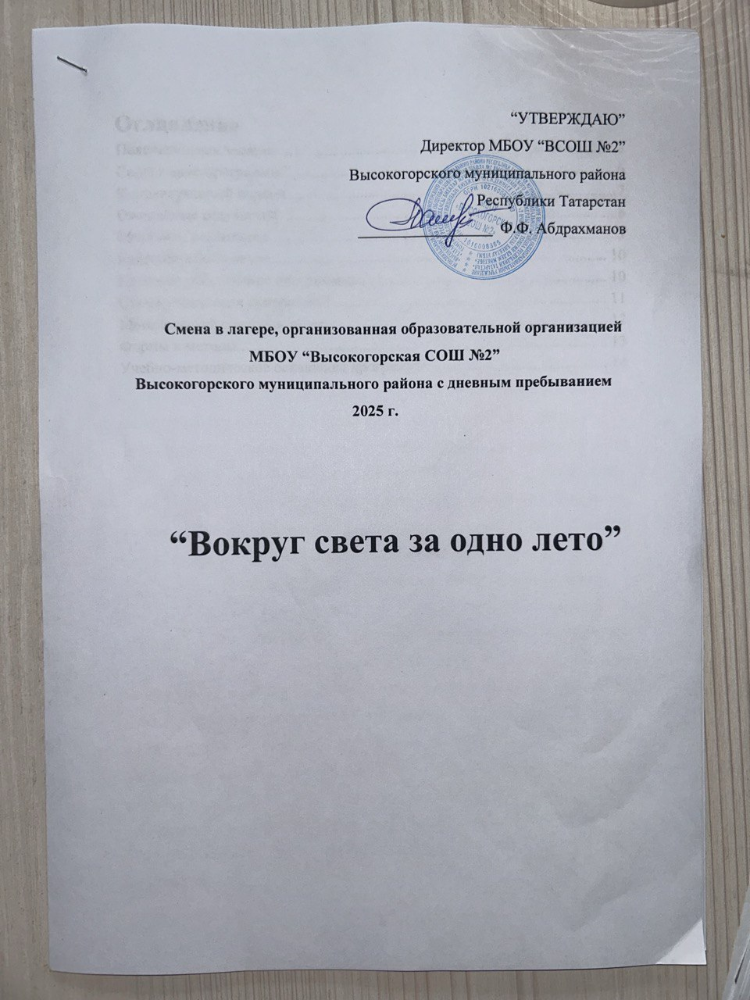 “УТВЕРЖДАЮ”
Директор МБОУ “ВСОШ №2”
Высокогорского муниципального района
Республики Татарстан
Ф.Ф. Абдрахманов
Смена в лагере, организованная образовательной организацией
МБОУ “Высокогорская СОШ №2”
Высокогорского муниципального района с дневным пребыванием
2025 г.
“Вокруг света за одно лето”